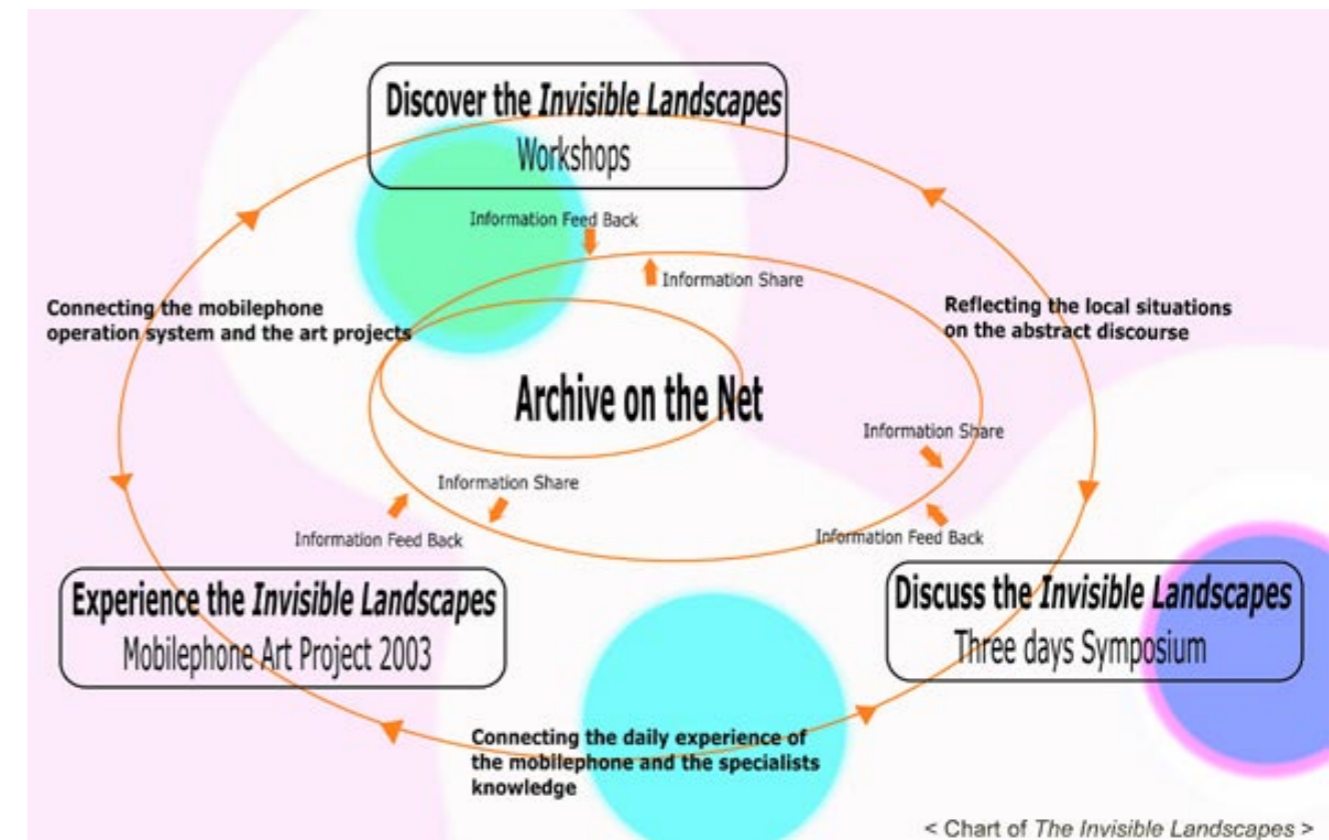 Discover the Invisible Landscapes
Workshops
Information Feed Back
Information Share
Connecting the mobilephone
operation system and the art projects
Reflecting the local situations
on the abstract discourse
Archive on the Net
Information Share
Information Feed Back
Information Share
Information Feed Back
Experience the Invisible Landscapes
Mobilephone Art Project 2003
Discuss the Invisible Landscapes
Three days Symposium
Connecting the daily experience of
the mobilephone and the specialists
knowledge
< Chart of The Invisible Landscapes >